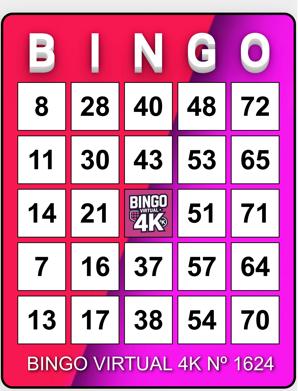 B I N G O
8 28 40 48 72
11 30 43 53 65
14 21 BINGO VIRTUAL 4K 51 71
7 16 37 57 64
13 17 38 54 70
BINGO VIRTUAL 4K Nº 1624